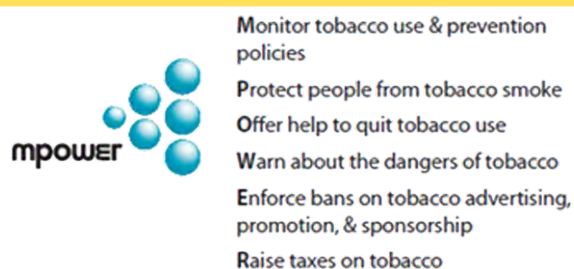 mpower
Monitor tobacco use & prevention
policies
Protect people from tobacco smoke
Offer help to quit tobacco use
Warn about the dangers of tobacco
Enforce bans on tobacco advertising,
promotion, & sponsorship
Raise taxes on tobacco